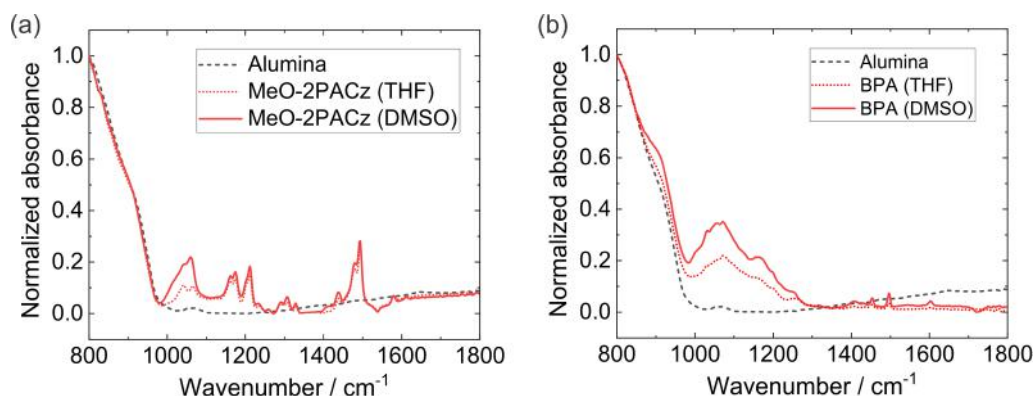 (a)
1.0
0.8
0.6
0.4
0.2
0.0
Normalized absorbance
Alumina
MeO-2PACz (THF)
MeO-2PACz (DMSO)
800 1000 1200 1400 1600 1800
Wavenumber / cm⁻¹
(b)
1.0
0.8
0.6
0.4
0.2
0.0
Normalized absorbance
Alumina
BPA (THF)
BPA (DMSO)
800 1000 1200 1400 1600 1800
Wavenumber / cm⁻¹